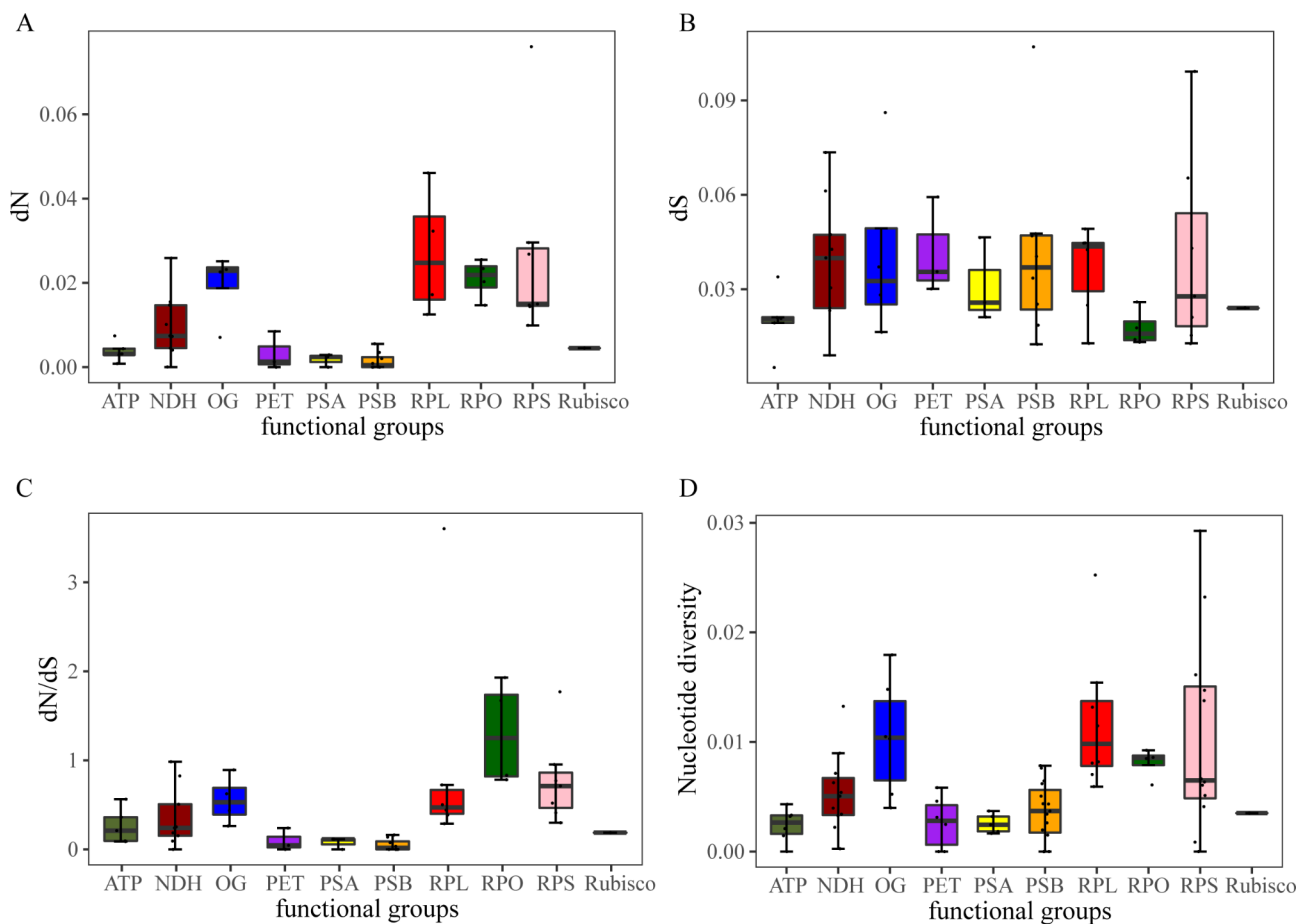 A
dN
0.06
0.04
0.02
0.00
ATP NDH OG PET PSA PSB RPL RPO RPS Rubisco
functional groups
B
dS
0.09
0.06
0.03
ATP NDH OG PET PSA PSB RPL RPO RPS Rubisco
functional groups
C
dN/dS
3
2
1
0
ATP NDH OG PET PSA PSB RPL RPO RPS Rubisco
functional groups
D
Nucleotide diversity
0.03
0.02
0.01
0.00
ATP NDH OG PET PSA PSB RPL RPO RPS Rubisco
functional groups